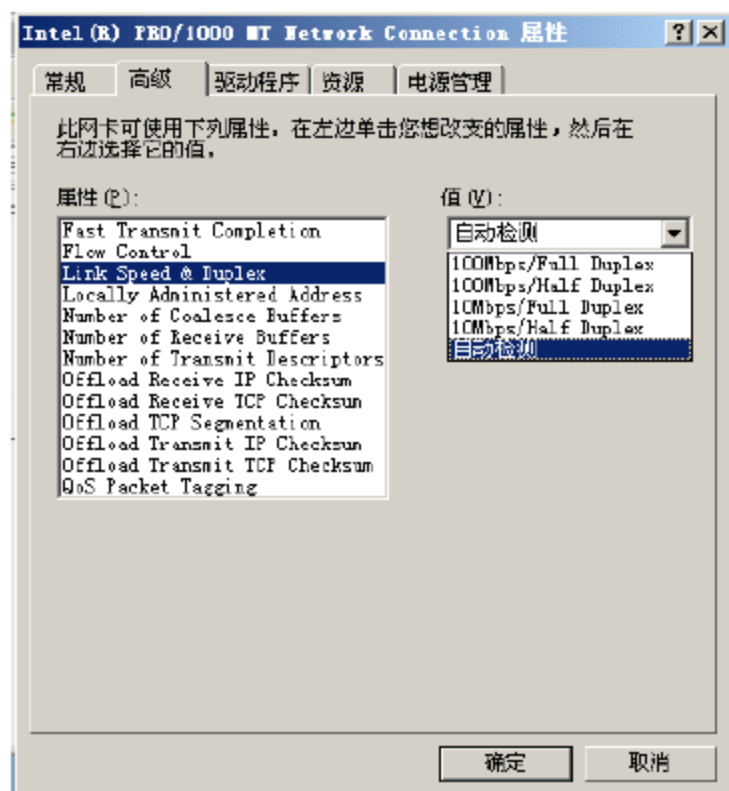 Intel(R) PRO/1000 MT Network Connection 属性
常规
高级
驱动程序
资源
电源管理
此网卡可使用下列属性，在左边单击您想改变的属性，然后在
右边选择它的值。
属性(P):
值(V):
Fast Transmit Completion
Flow Control
Link Speed & Duplex
Locally Administered Address
Number of Coalesce Buffers
Number of Receive Buffers
Number of Transmit Descriptors
Offload Receive IP Checksum
Offload Receive TCP Checksum
Offload TCP Segmentation
Offload Transmit IP Checksum
Offload Transmit TCP Checksum
QoS Packet Tagging
自动检测
100Mbps/Full Duplex
100Mbps/Half Duplex
10Mbps/Full Duplex
10Mbps/Half Duplex
自动检测
确定
取消